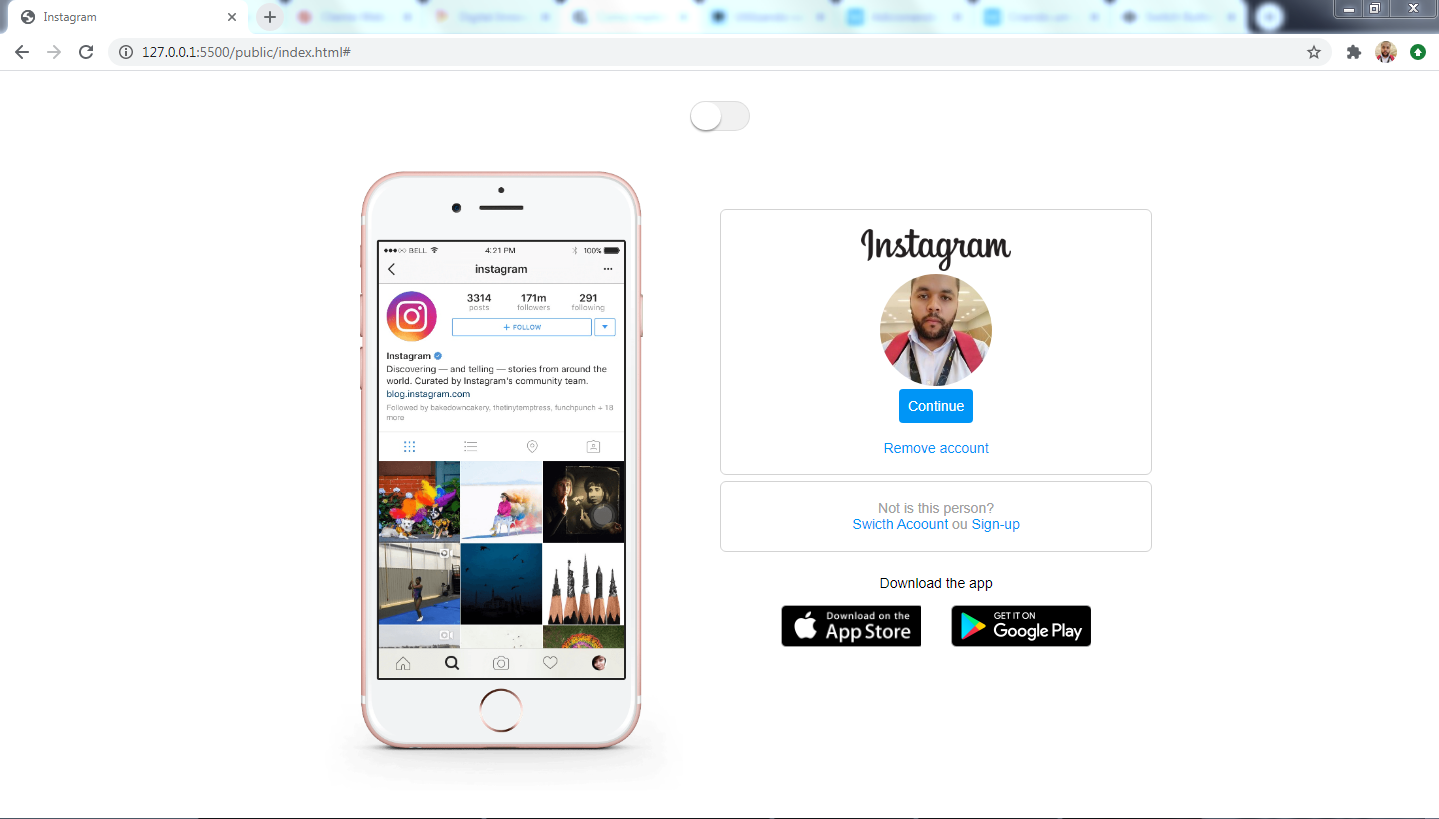 Instagram
127.0.0.1:5500/public/index.html#
BELL 4:21 PM 100%
instagram
3314 171m 291
posts followers following
+ FOLLOW
Instagram
Discovering — and telling — stories from around the
world. Curated by Instagram's community team.
blog.instagram.com
Followed by bakedowncakery, thetinytemptress, funchpunch + 18
more
Instagram
Continue
Remove account
Not is this person?
Swicth Acoount ou Sign-up
Download the app
Download on the
App Store
GET IT ON
Google Play